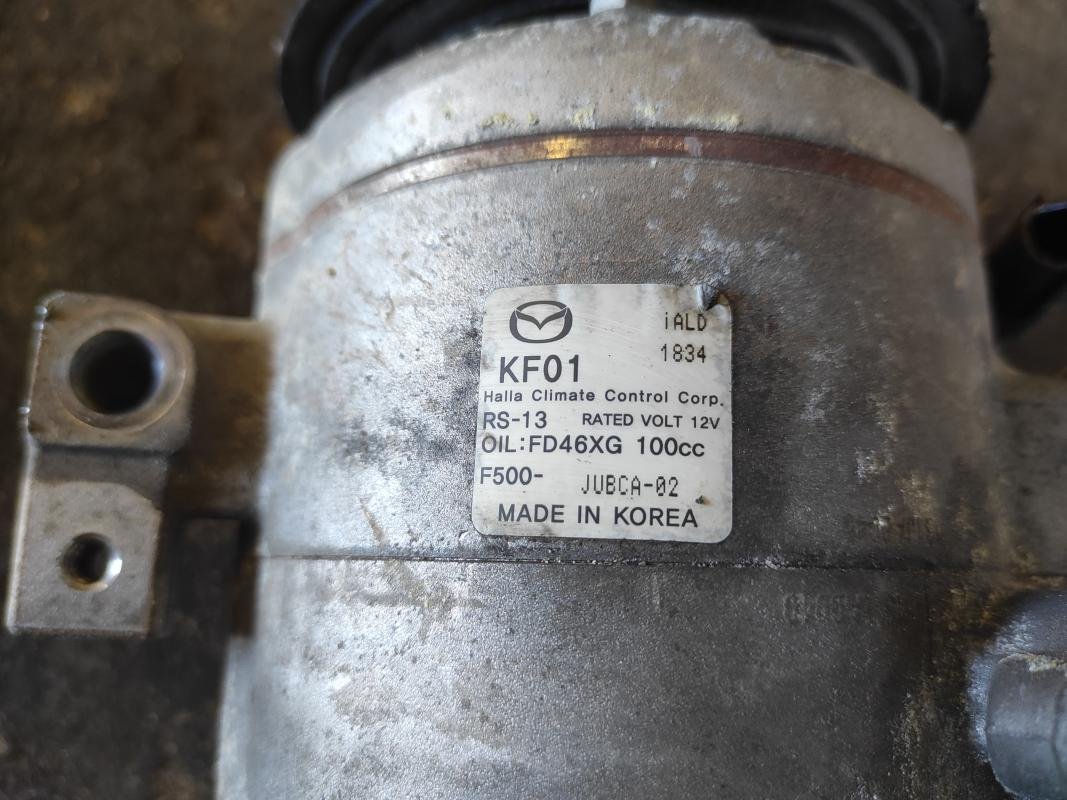 iALD
1834
KF01
Halla Climate Control Corp.
RS-13 RATED VOLT 12V
OIL:FD46XG 100cc
F500- JUBCA-02
MADE IN KOREA